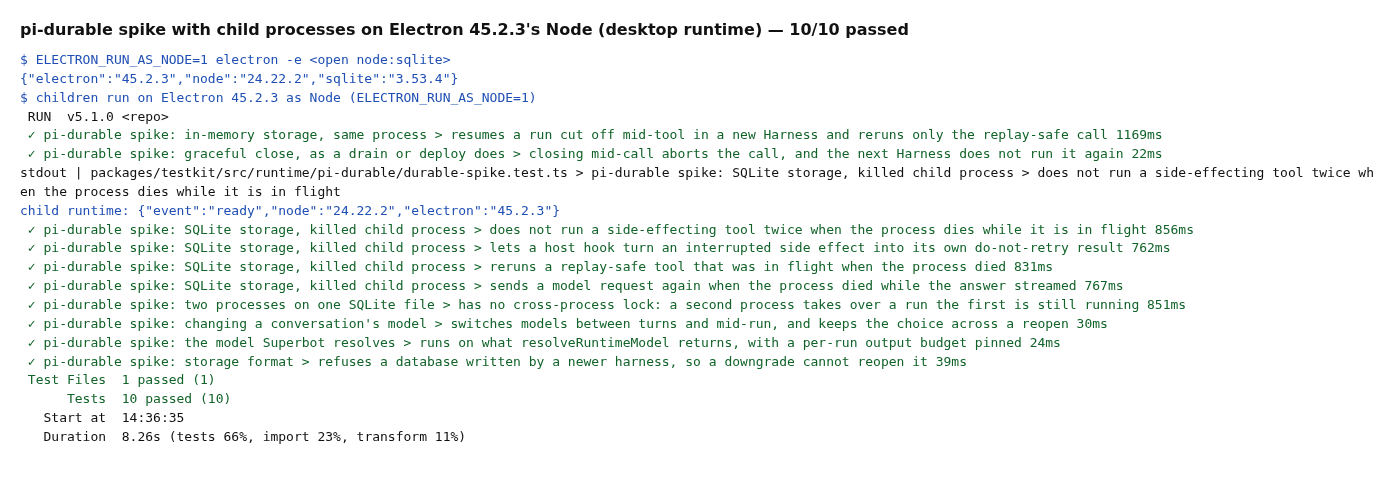 pi-durable spike with child processes on Electron 45.2.3's Node (desktop runtime) — 10/10 passed
$ ELECTRON_RUN_AS_NODE=1 electron -e <open node:sqlite>
{"electron":"45.2.3","node":"24.22.2","sqlite":"3.53.4"}
$ children run on Electron 45.2.3 as Node (ELECTRON_RUN_AS_NODE=1)
RUN  v5.1.0 <repo>
✓ pi-durable spike: in-memory storage, same process > resumes a run cut off mid-tool in a new Harness and reruns only the replay-safe call 1169ms
✓ pi-durable spike: graceful close, as a drain or deploy does > closing mid-call aborts the call, and the next Harness does not run it again 22ms
stdout | packages/testkit/src/runtime/pi-durable/durable-spike.test.ts > pi-durable spike: SQLite storage, killed child process > does not run a side-effecting tool twice wh
en the process dies while it is in flight
child runtime: {"event":"ready","node":"24.22.2","electron":"45.2.3"}
✓ pi-durable spike: SQLite storage, killed child process > does not run a side-effecting tool twice when the process dies while it is in flight 856ms
✓ pi-durable spike: SQLite storage, killed child process > lets a host hook turn an interrupted side effect into its own do-not-retry result 762ms
✓ pi-durable spike: SQLite storage, killed child process > reruns a replay-safe tool that was in flight when the process died 831ms
✓ pi-durable spike: SQLite storage, killed child process > sends a model request again when the process died while the answer streamed 767ms
✓ pi-durable spike: two processes on one SQLite file > has no cross-process lock: a second process takes over a run the first is still running 851ms
✓ pi-durable spike: changing a conversation's model > switches models between turns and mid-run, and keeps the choice across a reopen 30ms
✓ pi-durable spike: the model Superbot resolves > runs on what resolveRuntimeModel returns, with a per-run output budget pinned 24ms
✓ pi-durable spike: storage format > refuses a database written by a newer harness, so a downgrade cannot reopen it 39ms
Test Files  1 passed (1)
Tests  10 passed (10)
Start at  14:36:35
Duration  8.26s (tests 66%, import 23%, transform 11%)